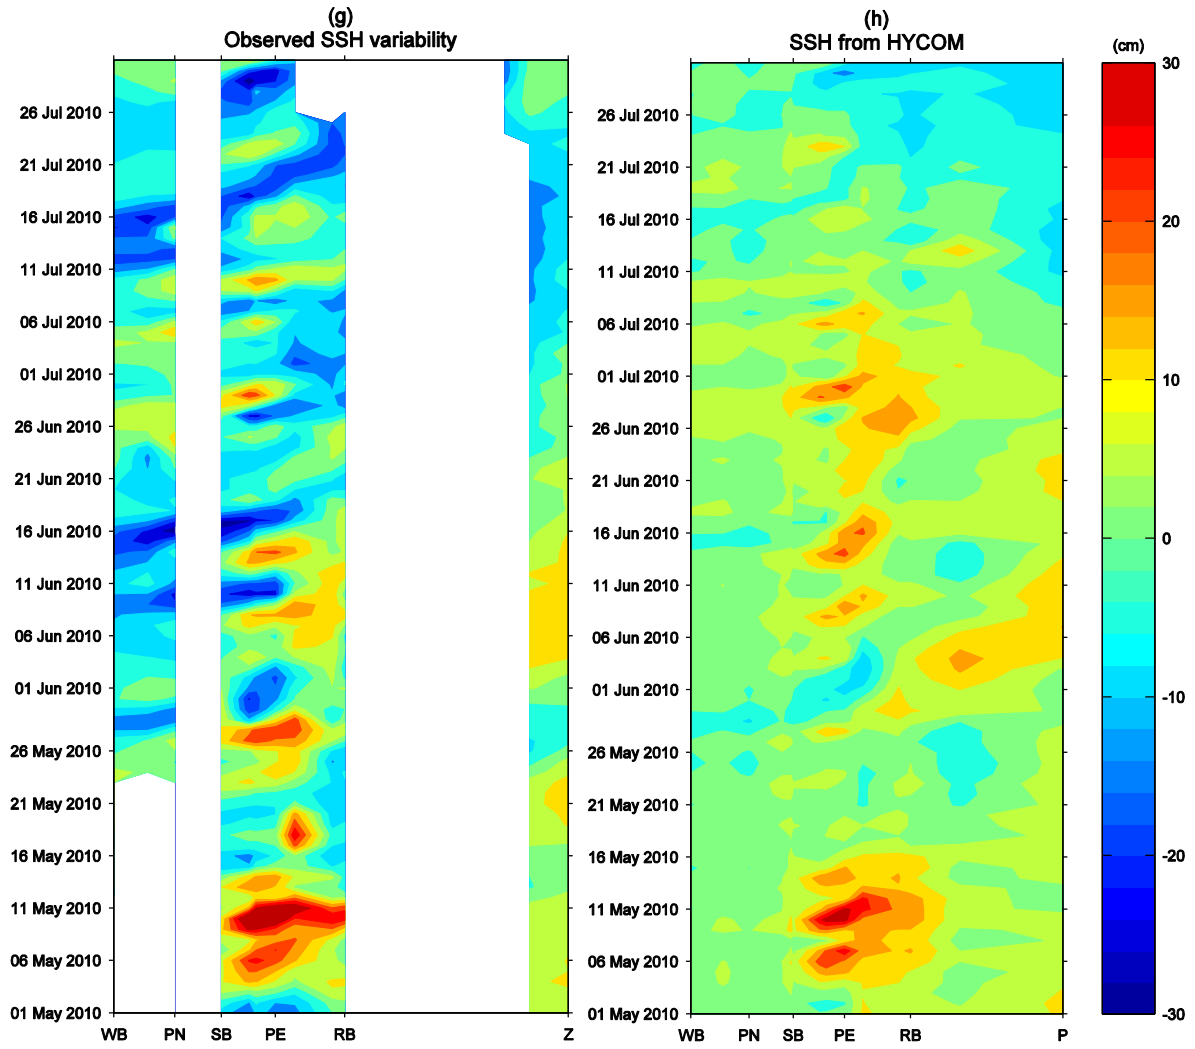 (g)
Observed SSH variability
26 Jul 2010
21 Jul 2010
16 Jul 2010
11 Jul 2010
06 Jul 2010
01 Jul 2010
26 Jun 2010
21 Jun 2010
16 Jun 2010
11 Jun 2010
06 Jun 2010
01 Jun 2010
26 May 2010
21 May 2010
16 May 2010
11 May 2010
06 May 2010
01 May 2010
WB PN SB PE RB Z
(h)
SSH from HYCOM
26 Jul 2010
21 Jul 2010
16 Jul 2010
11 Jul 2010
06 Jul 2010
01 Jul 2010
26 Jun 2010
21 Jun 2010
16 Jun 2010
11 Jun 2010
06 Jun 2010
01 Jun 2010
26 May 2010
21 May 2010
16 May 2010
11 May 2010
06 May 2010
01 May 2010
WB PN SB PE RB P
(cm)
30
20
10
0
-10
-20
-30